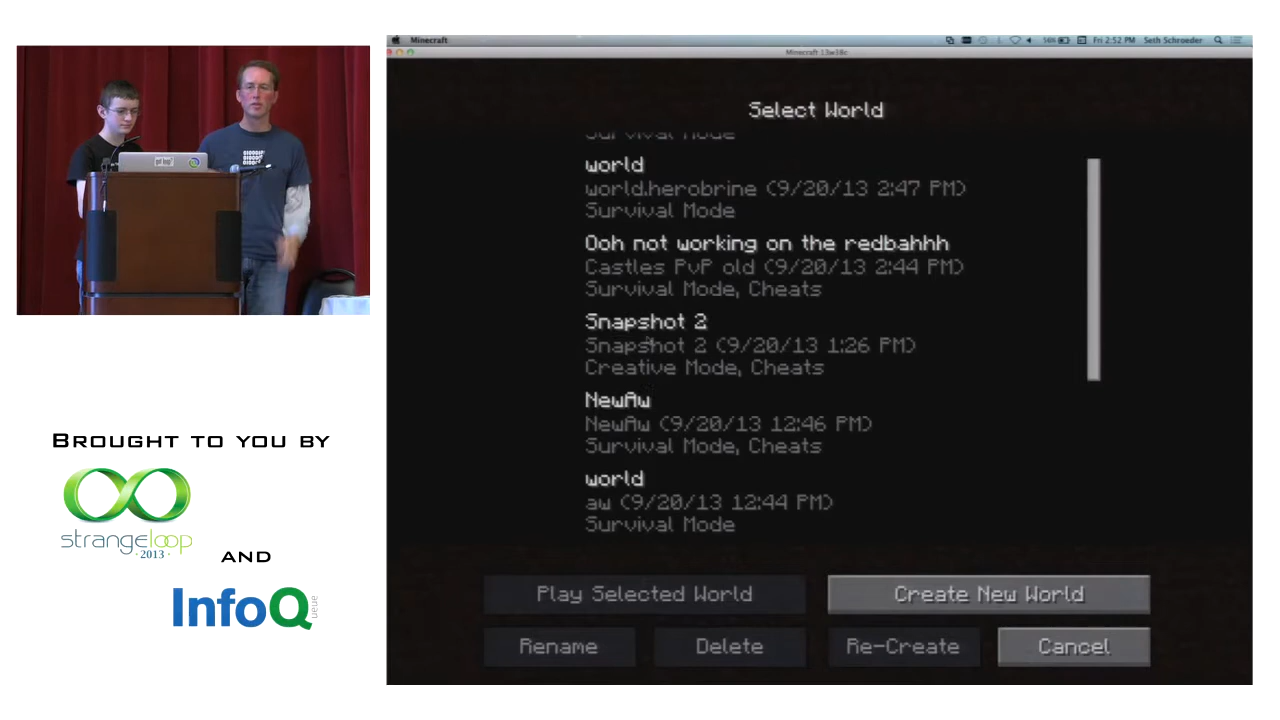 Minecraft
Fri 2:52 PM Seth Schroeder
Minecraft 13w38c
Select World
Survival Mode
world
world.herobrine (9/20/13 2:47 PM)
Survival Mode
Ooh not working on the redbahhh
Castles PvP old (9/20/13 2:44 PM)
Survival Mode, Cheats
Snapshot 2
Snapshot 2 (9/20/13 1:26 PM)
Creative Mode, Cheats
NewAw
NewAw (9/20/13 12:46 PM)
Survival Mode, Cheats
world
aw (9/20/13 12:44 PM)
Survival Mode
Play Selected World
Create New World
Rename
Delete
Re-Create
Cancel
BROUGHT TO YOU BY
strangeloop
·2013·
AND
InfoQ